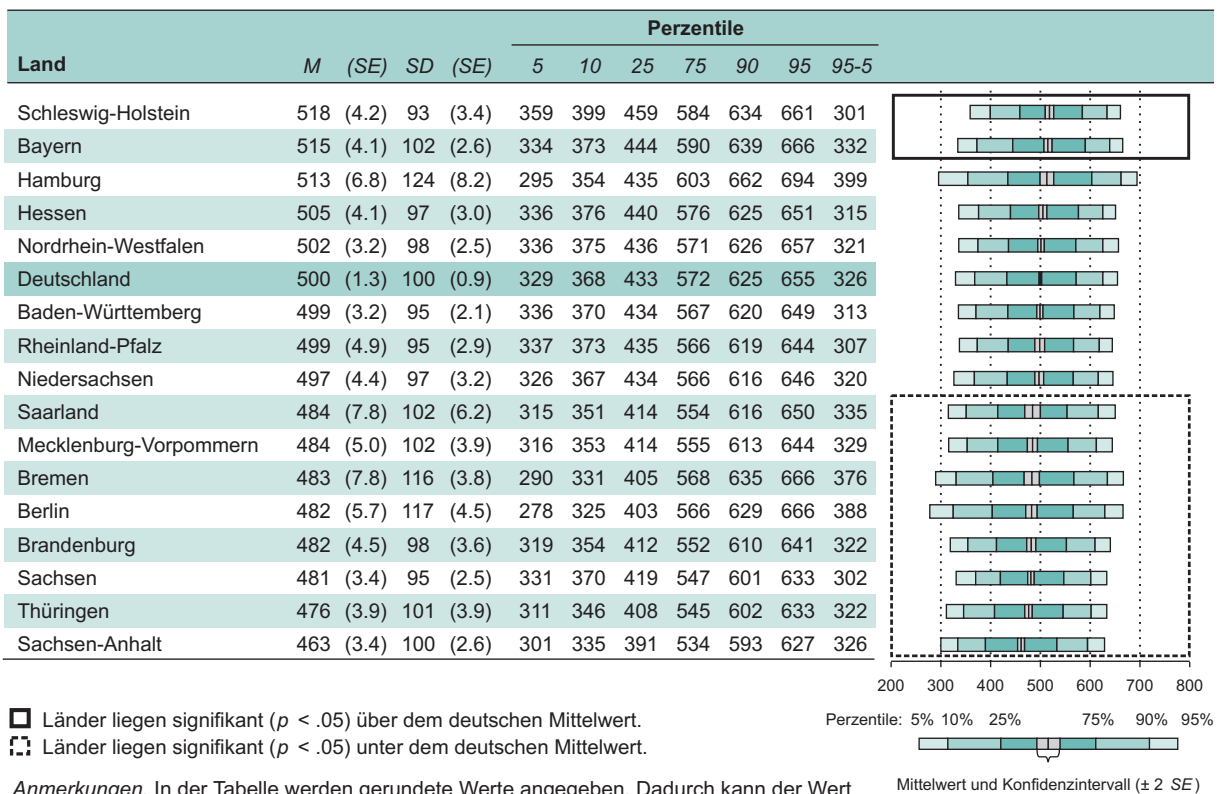 Perzentile
Land M (SE) SD (SE) 5 10 25 75 90 95 95-5
Schleswig-Holstein 518 (4.2) 93 (3.4) 359 399 459 584 634 661 301
Bayern 515 (4.1) 102 (2.6) 334 373 444 590 639 666 332
Hamburg 513 (6.8) 124 (8.2) 295 354 435 603 662 694 399
Hessen 505 (4.1) 97 (3.0) 336 376 440 576 625 651 315
Nordrhein-Westfalen 502 (3.2) 98 (2.5) 336 375 436 571 626 657 321
Deutschland 500 (1.3) 100 (0.9) 329 368 433 572 625 655 326
Baden-Württemberg 499 (3.2) 95 (2.1) 336 370 434 567 620 649 313
Rheinland-Pfalz 499 (4.9) 95 (2.9) 337 373 435 566 619 644 307
Niedersachsen 497 (4.4) 97 (3.2) 326 367 434 566 616 646 320
Saarland 484 (7.8) 102 (6.2) 315 351 414 554 616 650 335
Mecklenburg-Vorpommern 484 (5.0) 102 (3.9) 316 353 414 555 613 644 329
Bremen 483 (7.8) 116 (3.8) 290 331 405 568 635 666 376
Berlin 482 (5.7) 117 (4.5) 278 325 403 566 629 666 388
Brandenburg 482 (4.5) 98 (3.6) 319 354 412 552 610 641 322
Sachsen 481 (3.4) 95 (2.5) 331 370 419 547 601 633 302
Thüringen 476 (3.9) 101 (3.9) 311 346 408 545 602 633 322
Sachsen-Anhalt 463 (3.4) 100 (2.6) 301 335 391 534 593 627 326
200 300 400 500 600 700 800
Länder liegen signifikant (p < .05) über dem deutschen Mittelwert.
Länder liegen signifikant (p < .05) unter dem deutschen Mittelwert.
Perzentile: 5% 10% 25% 75% 90% 95%
Mittelwert und Konfidenzintervall (± 2 SE)
Anmerkungen. In der Tabelle werden gerundete Werte angegeben. Dadurch kann der Wert